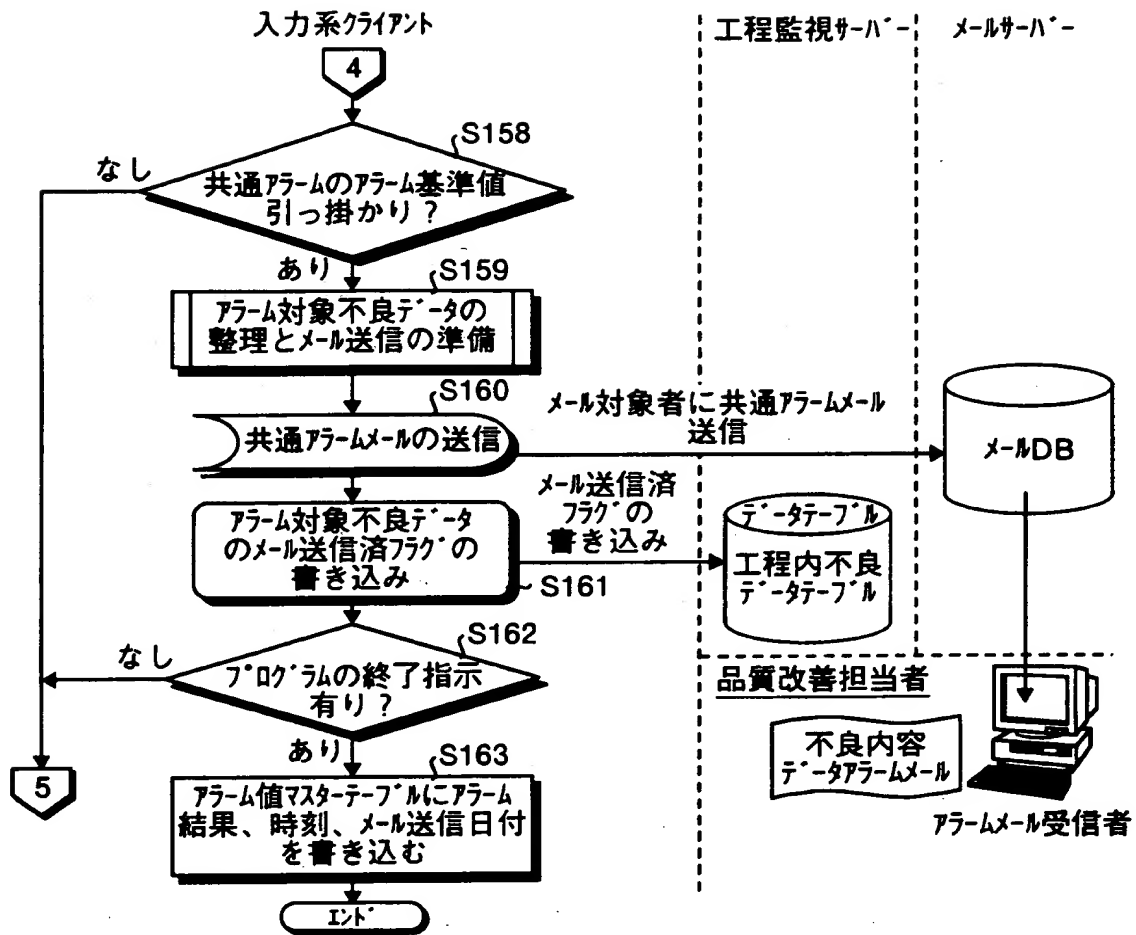 入力系クライアント
工程監視サーバー
メールサーバー
4
S158
なし
共通アラームのアラーム基準値
引っ掛かり？
あり
S159
アラーム対象不良データの
整理とメール送信の準備
S160
共通アラームメールの送信
メール対象者に共通アラームメール
送信
メールDB
アラーム対象不良データ
のメール送信済フラグの
書き込み
S161
メール送信済
フラグの
書き込み
データテーブル
工程内不良
データテーブル
S162
なし
プログラムの終了指示
有り？
品質改善担当者
あり
5
S163
アラーム値マスターテーブルにアラーム
結果、時刻、メール送信日付
を書き込む
不良内容
データアラームメール
アラームメール受信者
エンド